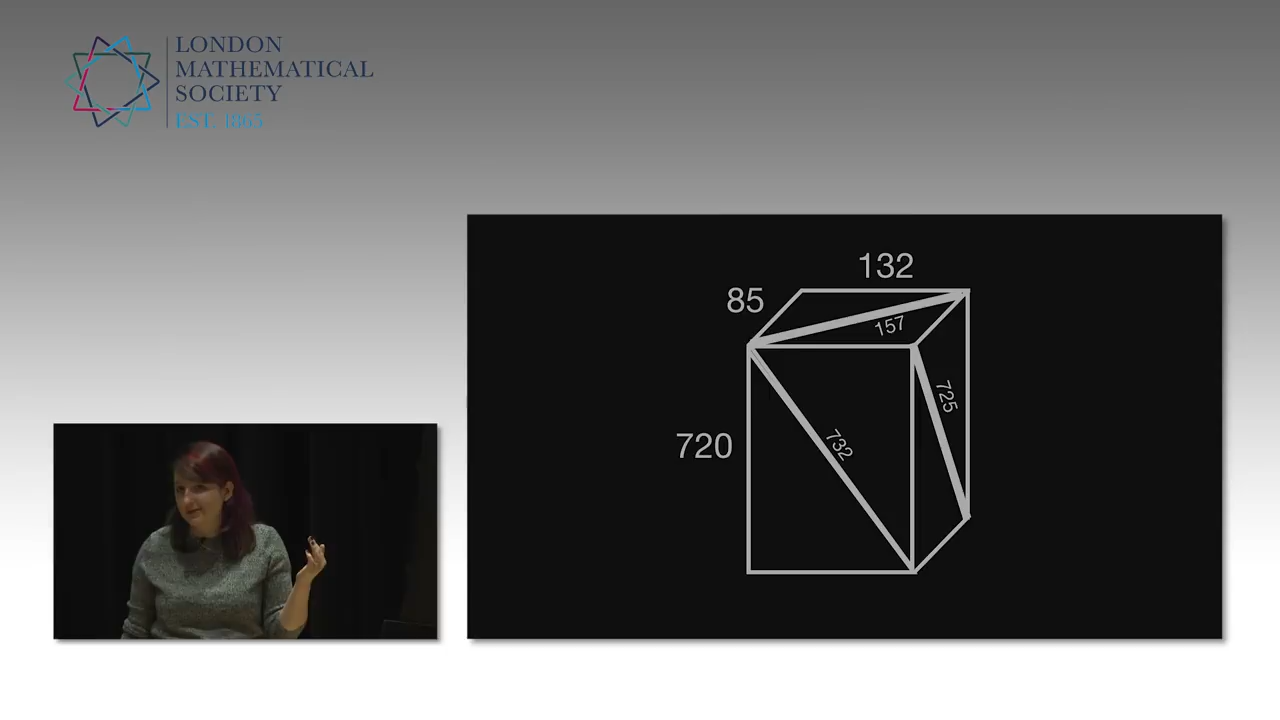 LONDON
MATHEMATICAL
SOCIETY
EST. 1865
132
85
157
725
720
732